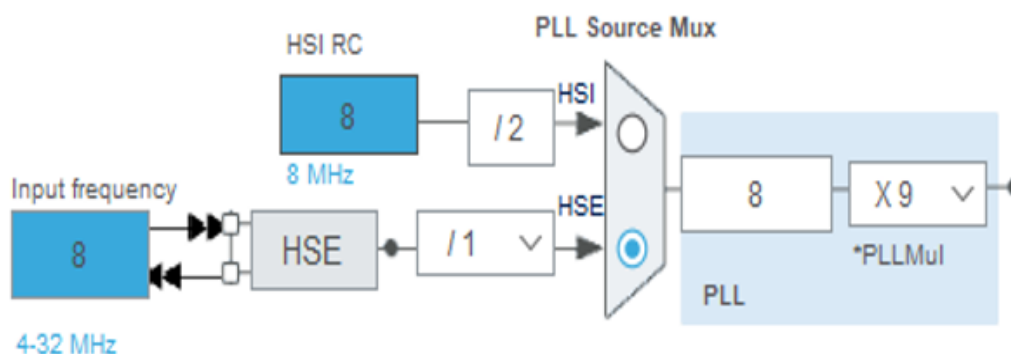 PLL Source Mux
HSI RC
8
8 MHz
/ 2
HSI
Input frequency
8
4-32 MHz
HSE
/ 1
HSE
8
X 9
*PLLMul
PLL